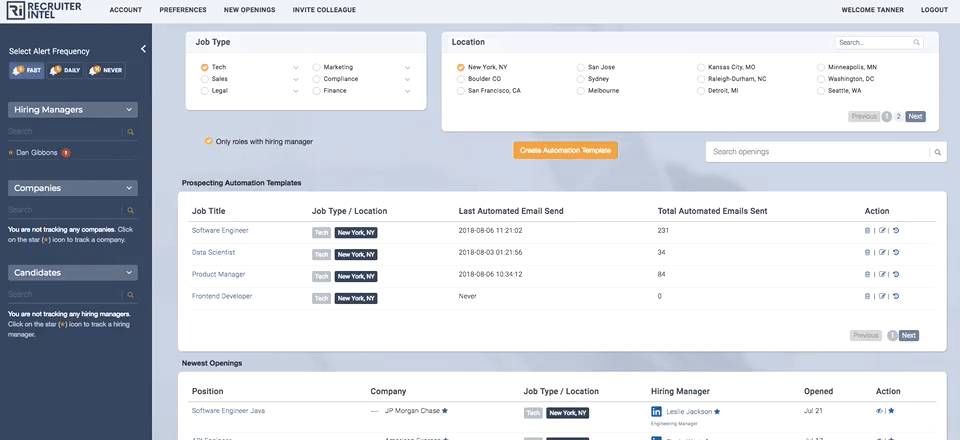 Ri RECRUITER INTEL
ACCOUNT PREFERENCES NEW OPENINGS INVITE COLLEAGUE WELCOME TANNER LOGOUT
Select Alert Frequency
FAST DAILY NEVER
Hiring Managers
Search
Dan Gibbons 1
Companies
Search
You are not tracking any companies. Click
on the star (★) icon to track a company.
Candidates
Search
You are not tracking any hiring managers.
Click on the star (★) icon to track a hiring
manager.
Job Type
Tech Marketing
Sales Compliance
Legal Finance
Location Search...
New York, NY San Jose Kansas City, MO Minneapolis, MN
Boulder CO Sydney Raleigh-Durham, NC Washington, DC
San Francisco, CA Melbourne Detroit, MI Seattle, WA
Previous 1 2 Next
Only roles with hiring manager
Create Automation Template
Search openings
Prospecting Automation Templates
Job Title Job Type / Location Last Automated Email Send Total Automated Emails Sent Action
Software Engineer Tech New York, NY 2018-08-06 11:21:02 231
Data Scientist Tech New York, NY 2018-08-03 01:21:56 34
Product Manager Tech New York, NY 2018-08-06 10:34:12 84
Frontend Developer Tech New York, NY Never 0
Previous 1 Next
Newest Openings
Position Company Job Type / Location Hiring Manager Opened Action
Software Engineer Java JP Morgan Chase Tech New York, NY Leslie Jackson Jul 21
Engineering Manager